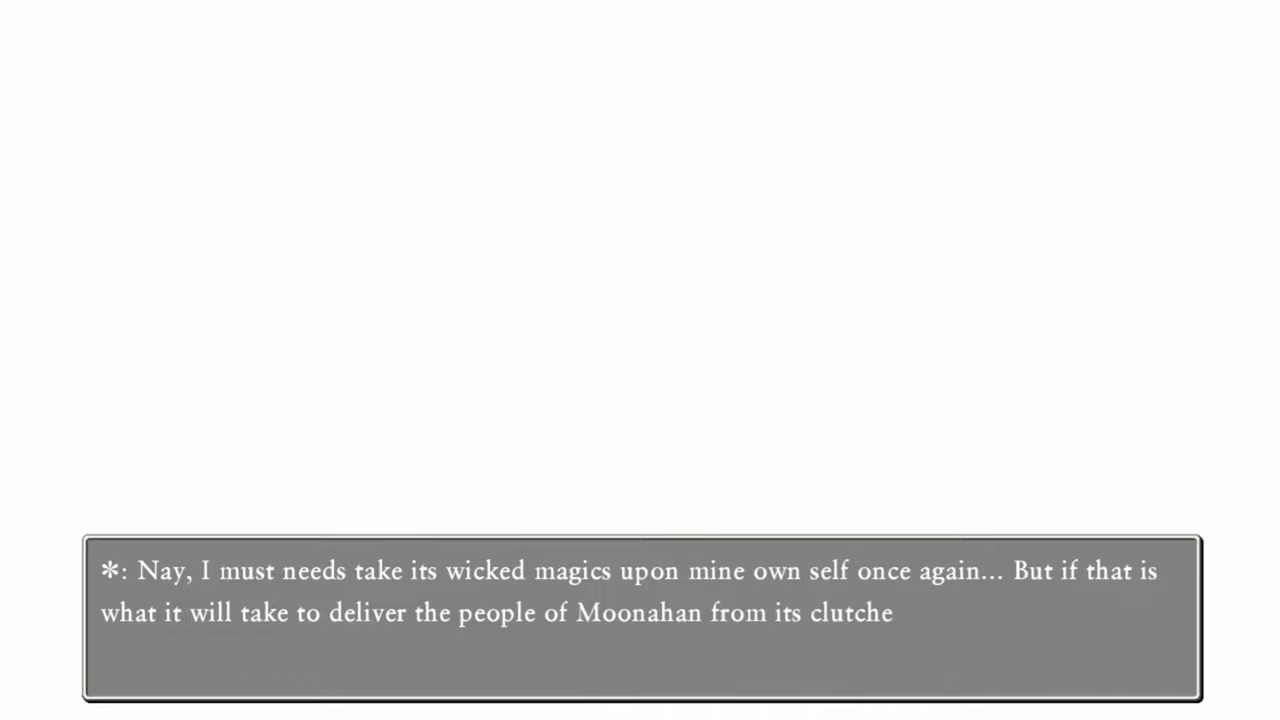 *: Nay, I must needs take its wicked magics upon mine own self once again... But if that is
what it will take to deliver the people of Moonahan from its clutche